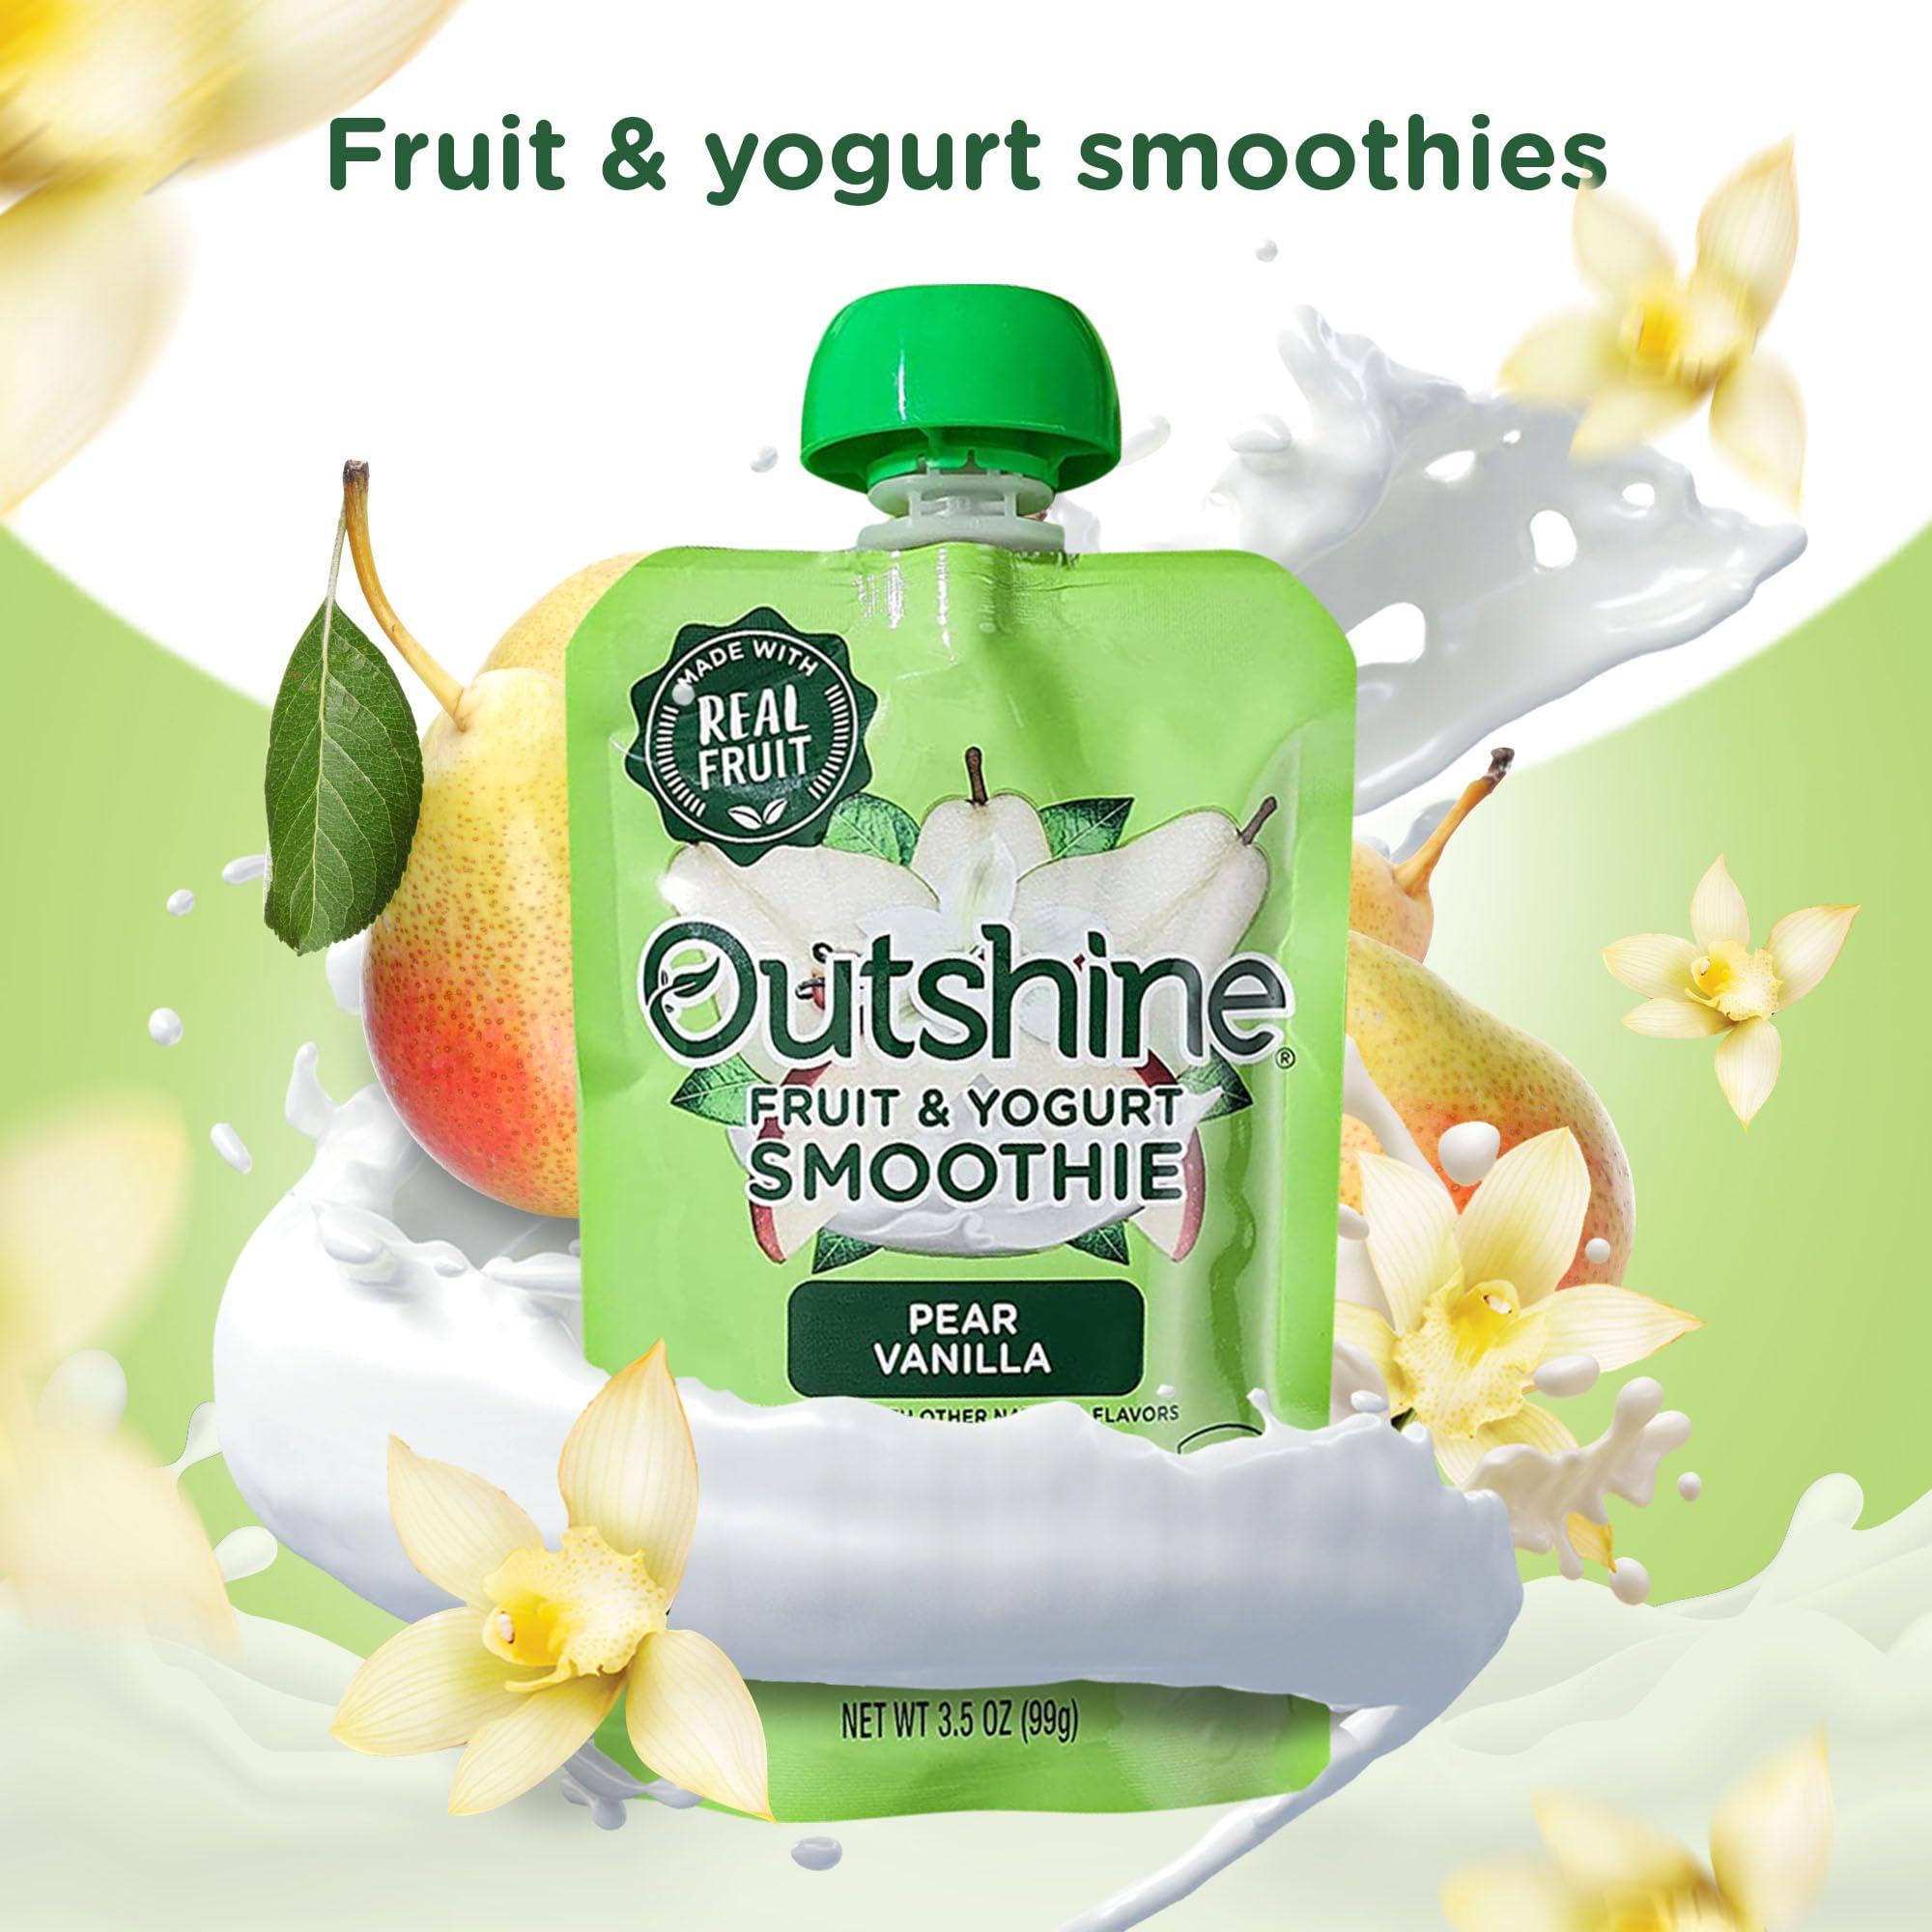 Fruit & yogurt smoothies
MADE WITH
REAL
FRUIT
Outshine®
FRUIT & YOGURT
SMOOTHIE
PEAR
VANILLA
OTHER FLAVORS
NET WT 3.5 OZ (99g)